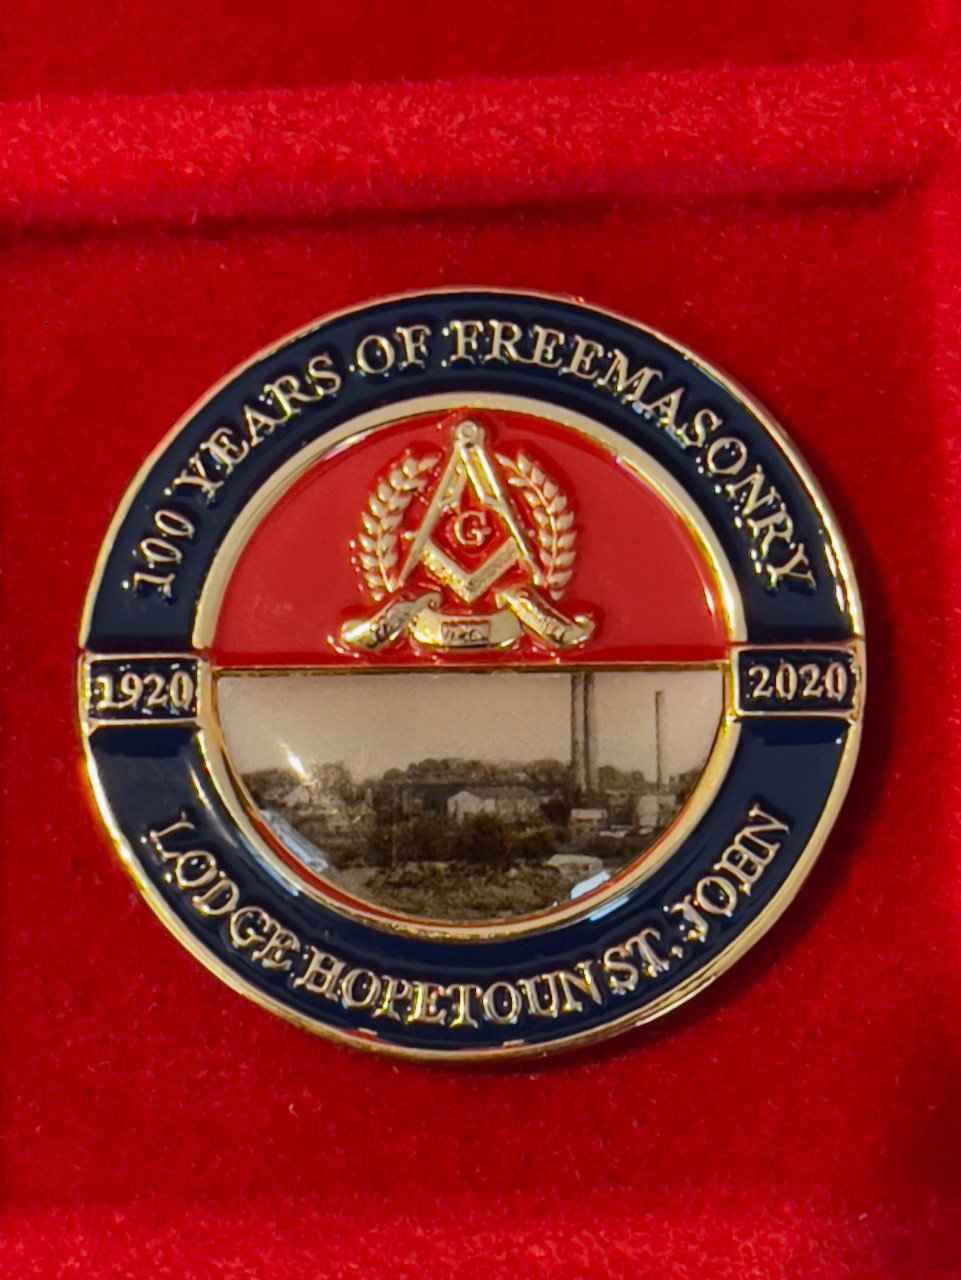 100 YEARS OF FREEMASONRY
G
1920
2020
LODGE HOPETOUN ST. JOHN